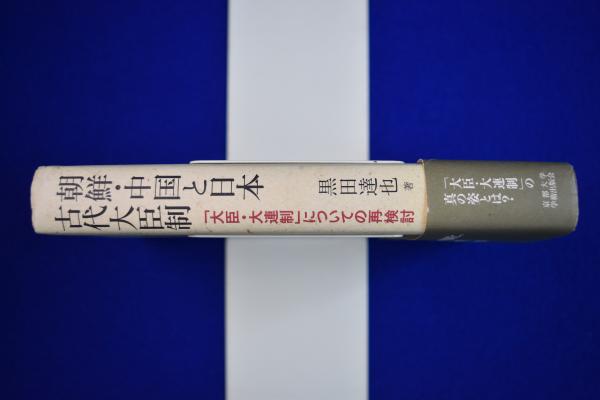 朝鮮・中国と日本
古代大臣制
「大臣・大連制」についての再検討
黒田達也 著
「大臣・大連制」の
真の姿とは?
京都大学
学術出版会